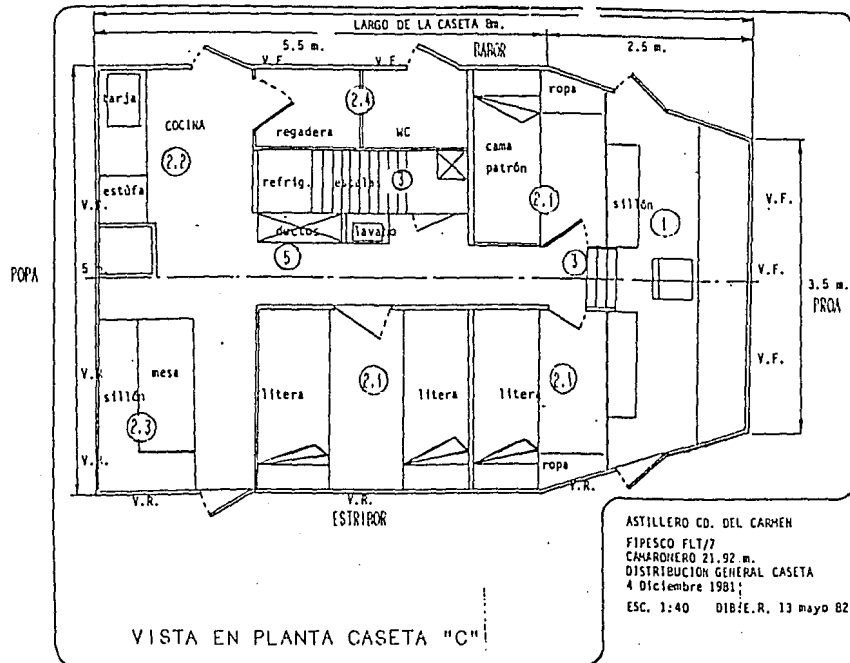 LARGO DE LA CASETA 8m.
5.5 m.
BABOR
2.5 m.
V.F.
V.F.
tarja
COCINA
2.2
regadera
2.4
WC
ropa
cama
patrón
2.1
refrig.
3
sillón
1
V.F.
estúfa
ductos
5
3
V.F.
POPA
3.5 m.
PROA
V.F.
mesa
sillón
2.3
litera
2.1
litera
litera
2.1
ropa
V.R.
V.R.
V.R.
V.R.
ESTRIBOR
ASTILLERO CD. DEL CARMEN
FIPESCO FLT/7
CAMARONERO 21.92 m.
DISTRIBUCION GENERAL CASETA
4 Diciembre 1981
ESC. 1:40 DIB:E.R. 13 mayo 82
VISTA EN PLANTA CASETA "C"